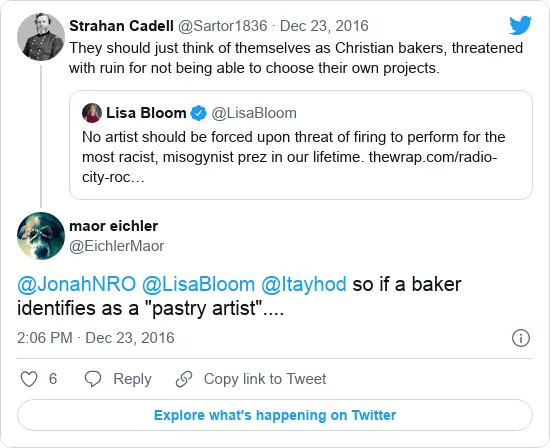 Strahan Cadell @Sartor1836 · Dec 23, 2016
They should just think of themselves as Christian bakers, threatened
with ruin for not being able to choose their own projects.
Lisa Bloom @LisaBloom
No artist should be forced upon threat of firing to perform for the
most racist, misogynist prez in our lifetime. thewrap.com/radio-
city-roc…
maor eichler
@EichlerMaor
@JonahNRO @LisaBloom @Itayhod so if a baker
identifies as a "pastry artist"....
2:06 PM · Dec 23, 2016
6 Reply Copy link to Tweet
Explore what's happening on Twitter